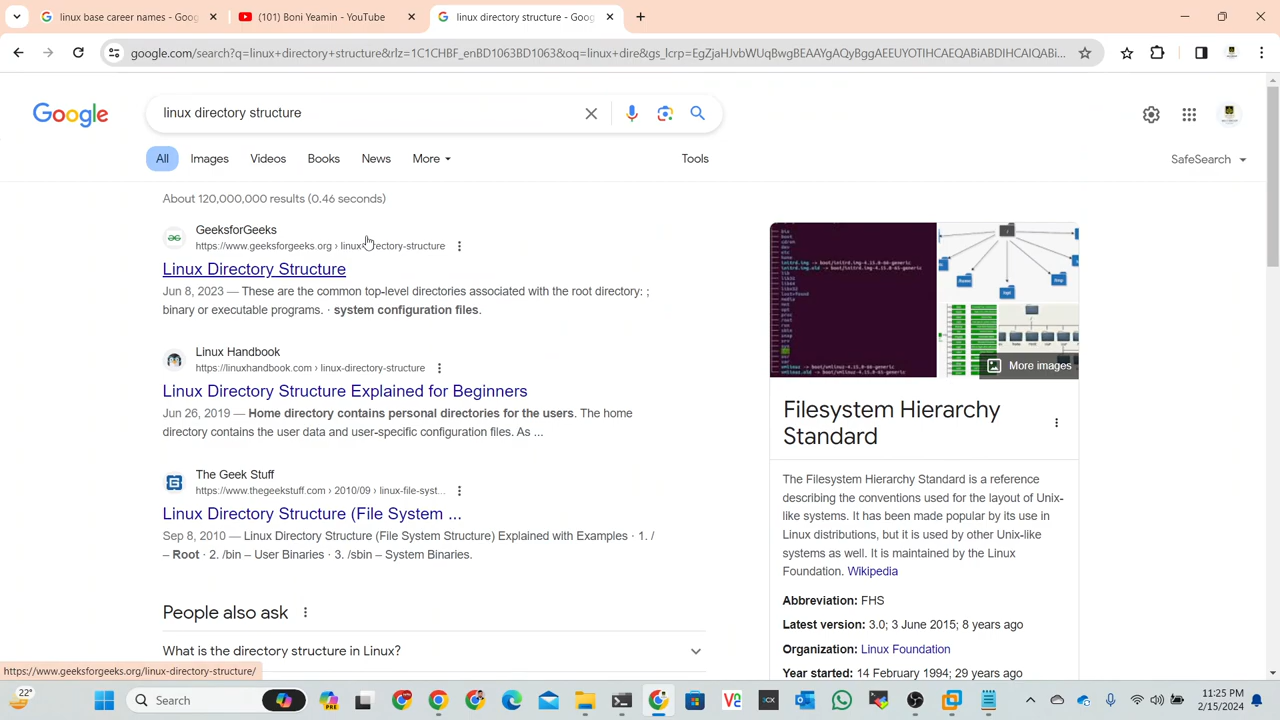 linux base career names - Goo
(101) Boni Yeamin - YouTube
linux directory structure - Goog
google.com/search?q=linux+directory+structure&rlz=1C1CHBF_enBD1063BD1063&oq=linux+dire&gs_lcrp=EgZjaHJvbWUqBwgBEAAYgAQyBggAEEUYOTIHCAEQABiABDIHCAIQABi...
Google
linux directory structure
All
Images
Videos
Books
News
More
Tools
SafeSearch
About 120,000,000 results (0.46 seconds)
GeeksforGeeks
https://www.geeksforgeeks.org directory-structure
Linux Directory Structure
2023 — These are the common top-level directories associated with the root directory: ;
binary or executable programs. ; system configuration files.
Linux Handbook
https://linuxhandbook.com directory-structure
Linux Directory Structure Explained for Beginners
Jun 26, 2019 — Home directory contains personal directories for the users. The home
directory contains the user data and user-specific configuration files. As ...
The Geek Stuff
https://www.thegeekstuff.com › 2010/09 › linux-file-syst...
Linux Directory Structure (File System ...
Sep 8, 2010 — Linux Directory Structure (File System Structure) Explained with Examples · 1. /
– Root · 2. /bin – User Binaries · 3. /sbin – System Binaries.
People also ask
What is the directory structure in Linux?
More images
Filesystem Hierarchy
Standard
The Filesystem Hierarchy Standard is a reference
describing the conventions used for the layout of Unix-
like systems. It has been made popular by its use in
Linux distributions, but it is used by other Unix-like
systems as well. It is maintained by the Linux
Foundation. Wikipedia
Abbreviation: FHS
Latest version: 3.0; 3 June 2015; 8 years ago
Organization: Linux Foundation
Year started: 14 February 1994; 29 years ago
https://www.geeksforgeeks.org/linux-directory-structure/
22°
Search
11:25 PM
2/15/2024